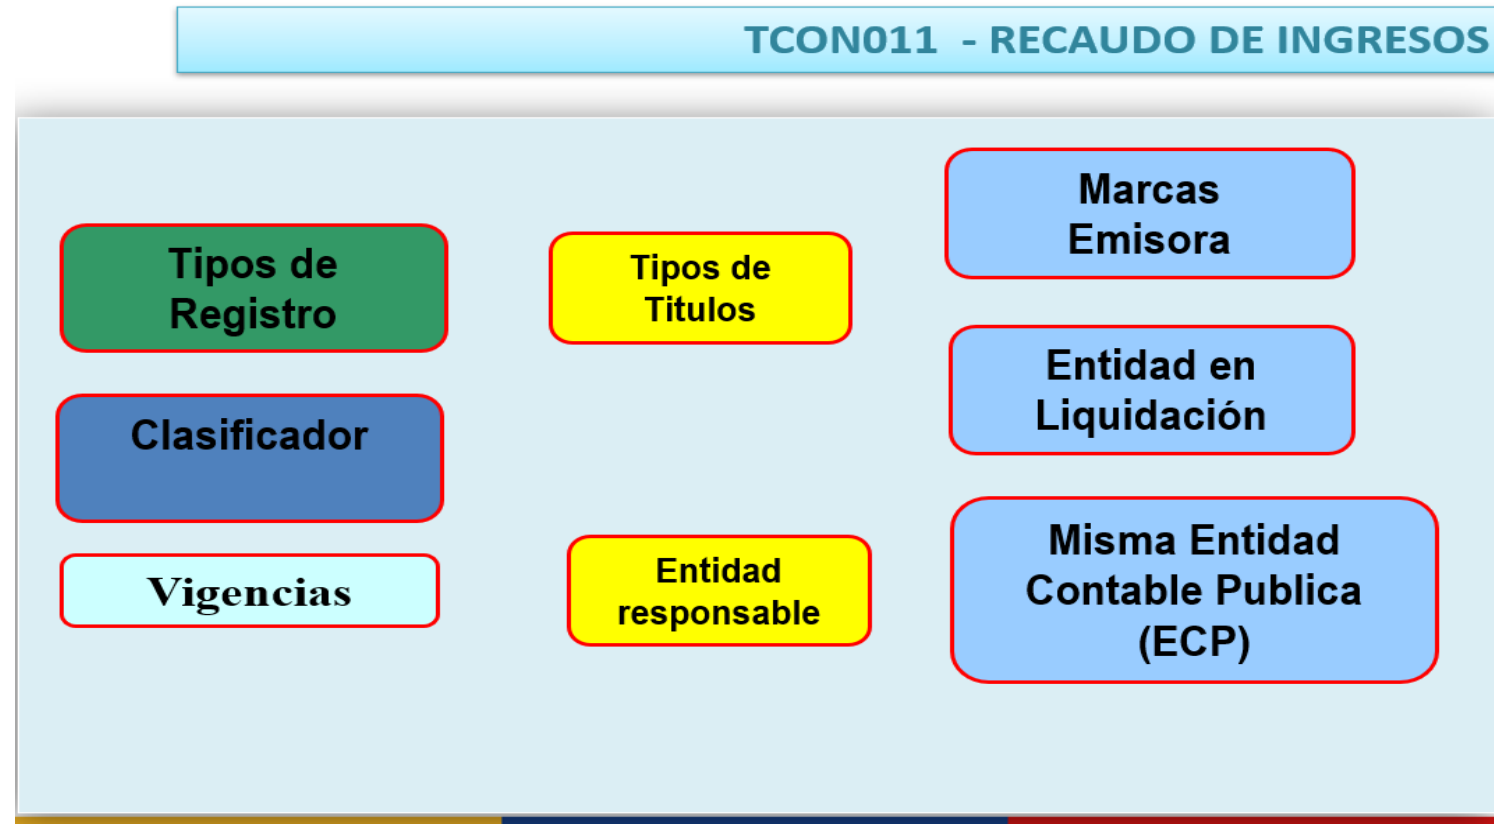 TCON011 - RECAUDO DE INGRESOS
Tipos de
Registro
Clasificador
Vigencias
Tipos de
Titulos
Entidad
responsable
Marcas
Emisora
Entidad en
Liquidación
Misma Entidad
Contable Publica
(ECP)